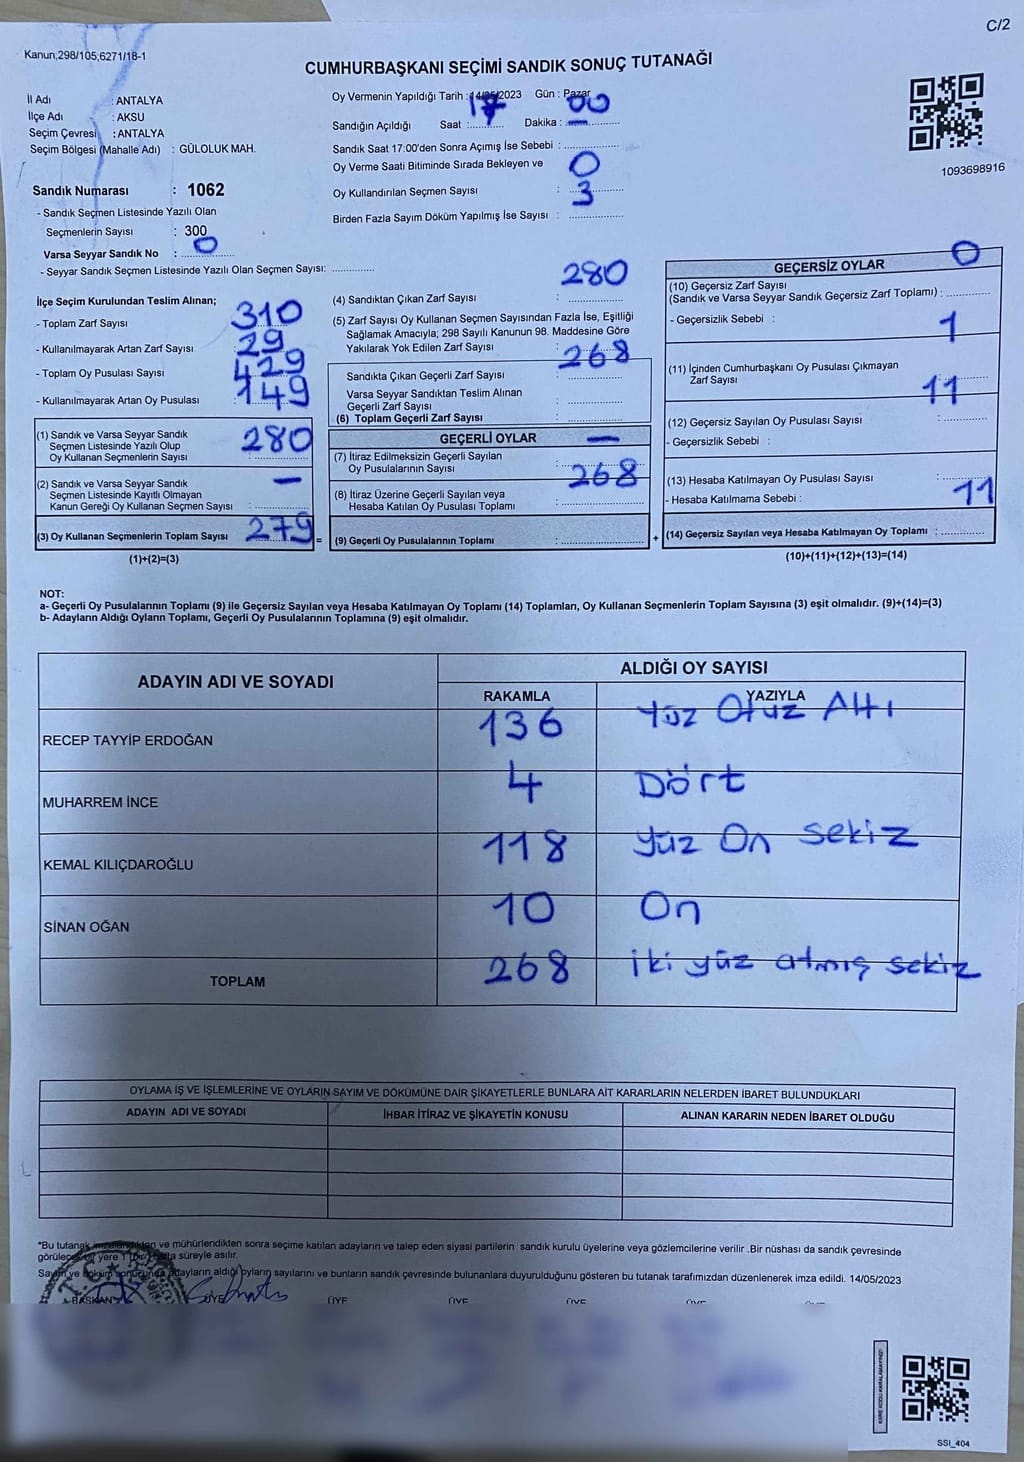 C/2
Kanun;298/105;6271/18-1
CUMHURBAŞKANI SEÇİMİ SANDIK SONUÇ TUTANAĞI
İl Adı : ANTALYA
İlçe Adı : AKSU
Seçim Çevresi : ANTALYA
Seçim Bölgesi (Mahalle Adı) : GÜLOLUK MAH.
Sandık Numarası : 1062
- Sandık Seçmen Listesinde Yazılı Olan
Seçmenlerin Sayısı : 300
Varsa Seyyar Sandık No : 0
- Seyyar Sandık Seçmen Listesinde Yazılı Olan Seçmen Sayısı: ..............
Oy Vermenin Yapıldığı Tarih : 14/05/2023 Gün : Pazar
Sandığın Açıldığı Saat : 17 Dakika : 00
Sandık Saat 17:00'den Sonra Açımış İse Sebebi : ..............
Oy Verme Saati Bitiminde Sırada Bekleyen ve 0
Oy Kullandırılan Seçmen Sayısı : 3
Birden Fazla Sayım Döküm Yapılmış İse Sayısı : ..............
1093698916
İlçe Seçim Kurulundan Teslim Alınan;
- Toplam Zarf Sayısı 310
- Kullanılmayarak Artan Zarf Sayısı 29
- Toplam Oy Pusulası Sayısı 429
- Kullanılmayarak Artan Oy Pusulası 149
(1) Sandık ve Varsa Seyyar Sandık
Seçmen Listesinde Yazılı Olup
Oy Kullanan Seçmenlerin Sayısı 280
(2) Sandık ve Varsa Seyyar Sandık
Seçmen Listesinde Kayıtlı Olmayan
Kanun Gereği Oy Kullanan Seçmen Sayısı : –
(3) Oy Kullanan Seçmenlerin Toplam Sayısı 279 =
(1)+(2)=(3)
280
(4) Sandıktan Çıkan Zarf Sayısı : ..............
(5) Zarf Sayısı Oy Kullanan Seçmen Sayısından Fazla İse, Eşitliği
Sağlamak Amacıyla; 298 Sayılı Kanunun 98. Maddesine Göre
Yakılarak Yok Edilen Zarf Sayısı :
268
Sandıkta Çıkan Geçerli Zarf Sayısı : ..............
Varsa Seyyar Sandıktan Teslim Alınan
Geçerli Zarf Sayısı : ..............
(6) Toplam Geçerli Zarf Sayısı : ..............
GEÇERLİ OYLAR –
(7) İtiraz Edilmeksizin Geçerli Sayılan
Oy Pusulalarının Sayısı : ..............
268
(8) İtiraz Üzerine Geçerli Sayılan veya
Hesaba Katılan Oy Pusulası Toplamı : ..............
(9) Geçerli Oy Pusulalarının Toplamı : .............. +
GEÇERSİZ OYLAR 0
(10) Geçersiz Zarf Sayısı
(Sandık ve Varsa Seyyar Sandık Geçersiz Zarf Toplamı) : ..............
- Geçersizlik Sebebi : 1
(11) İçinden Cumhurbaşkanı Oy Pusulası Çıkmayan
Zarf Sayısı : ..............
11
(12) Geçersiz Sayılan Oy Pusulası Sayısı : ..............
- Geçersizlik Sebebi :
(13) Hesaba Katılmayan Oy Pusulası Sayısı : ..............
- Hesaba Katılmama Sebebi : 11
(14) Geçersiz Sayılan veya Hesaba Katılmayan Oy Toplamı : ..............
(10)+(11)+(12)+(13)=(14)
NOT:
a- Geçerli Oy Pusulalarının Toplamı (9) ile Geçersiz Sayılan veya Hesaba Katılmayan Oy Toplamı (14) Toplamları, Oy Kullanan Seçmenlerin Toplam Sayısına (3) eşit olmalıdır. (9)+(14)=(3)
b- Adayların Aldığı Oyların Toplamı, Geçerli Oy Pusulalarının Toplamına (9) eşit olmalıdır.
ADAYIN ADI VE SOYADI ALDIĞI OY SAYISI
RAKAMLA YAZIYLA
RECEP TAYYİP ERDOĞAN 136 Yüz Otuz Altı
MUHARREM İNCE 4 Dört
KEMAL KILIÇDAROĞLU 118 Yüz On Sekiz
SİNAN OĞAN 10 On
TOPLAM 268 İki yüz atmış sekiz
OYLAMA İŞ VE İŞLEMLERİNE VE OYLARIN SAYIM VE DÖKÜMÜNE DAİR ŞİKAYETLERLE BUNLARA AİT KARARLARIN NELERDEN İBARET BULUNDUKLARI
ADAYIN ADI VE SOYADI İHBAR İTİRAZ VE ŞİKAYETİN KONUSU ALINAN KARARIN NEDEN İBARET OLDUĞU
*Bu tutanak imzalandıktan ve mühürlendikten sonra seçime katılan adayların ve talep eden siyasi partilerin sandık kurulu üyelerine veya gözlemcilerine verilir .Bir nüshası da sandık çevresinde
görülecek bir yere 1 (bir) hafta süreyle asılır.
Sayım ve döküm sonucunda adayların aldığı oyların sayılarını ve bunların sandık çevresinde bulunanlara duyurulduğunu gösteren bu tutanak tarafımızdan düzenlenerek imza edildi. 14/05/2023
BAŞKAN ÜYE ÜYE ÜYE ÜYE ÜYE
KARE KODU KARALAMAYINIZ!
SSI_404